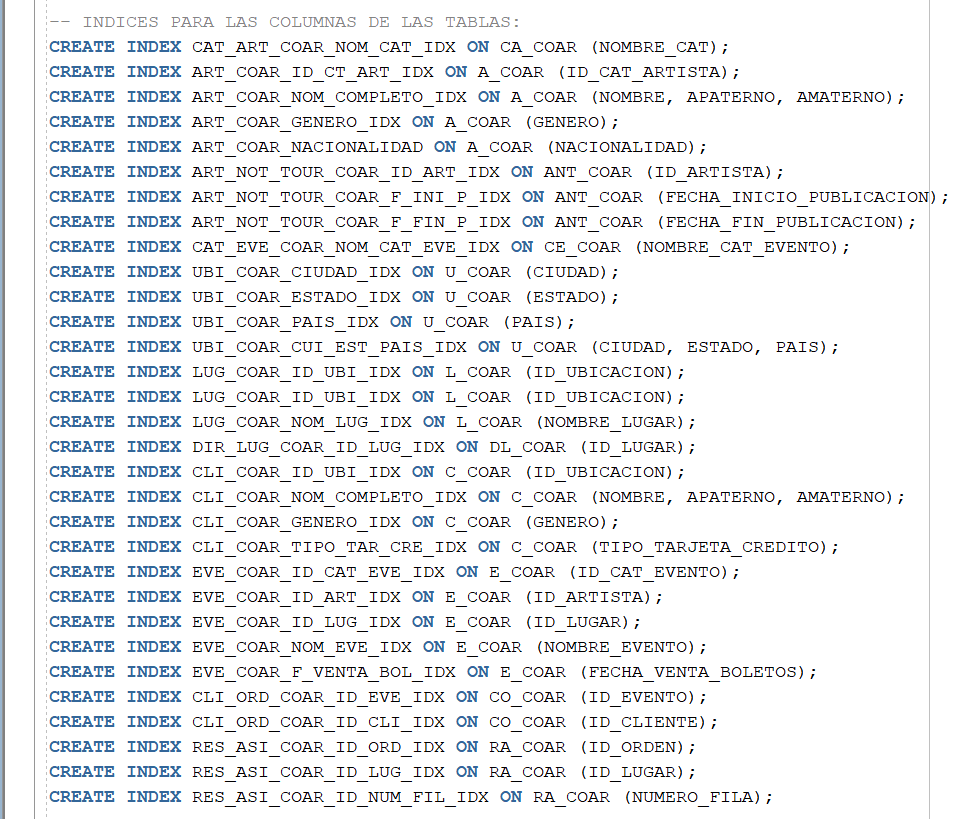 -- INDICES PARA LAS COLUMNAS DE LAS TABLAS:
CREATE INDEX CAT_ART_COAR_NOM_CAT_IDX ON CA_COAR (NOMBRE_CAT);
CREATE INDEX ART_COAR_ID_CT_ART_IDX ON A_COAR (ID_CAT_ARTISTA);
CREATE INDEX ART_COAR_NOM_COMPLETO_IDX ON A_COAR (NOMBRE, APATERNO, AMATERNO);
CREATE INDEX ART_COAR_GENERO_IDX ON A_COAR (GENERO);
CREATE INDEX ART_COAR_NACIONALIDAD ON A_COAR (NACIONALIDAD);
CREATE INDEX ART_NOT_TOUR_COAR_ID_ART_IDX ON ANT_COAR (ID_ARTISTA);
CREATE INDEX ART_NOT_TOUR_COAR_F_INI_P_IDX ON ANT_COAR (FECHA_INICIO_PUBLICACION);
CREATE INDEX ART_NOT_TOUR_COAR_F_FIN_P_IDX ON ANT_COAR (FECHA_FIN_PUBLICACION);
CREATE INDEX CAT_EVE_COAR_NOM_CAT_EVE_IDX ON CE_COAR (NOMBRE_CAT_EVENTO);
CREATE INDEX UBI_COAR_CIUDAD_IDX ON U_COAR (CIUDAD);
CREATE INDEX UBI_COAR_ESTADO_IDX ON U_COAR (ESTADO);
CREATE INDEX UBI_COAR_PAIS_IDX ON U_COAR (PAIS);
CREATE INDEX UBI_COAR_CUI_EST_PAIS_IDX ON U_COAR (CIUDAD, ESTADO, PAIS);
CREATE INDEX LUG_COAR_ID_UBI_IDX ON L_COAR (ID_UBICACION);
CREATE INDEX LUG_COAR_ID_UBI_IDX ON L_COAR (ID_UBICACION);
CREATE INDEX LUG_COAR_NOM_LUG_IDX ON L_COAR (NOMBRE_LUGAR);
CREATE INDEX DIR_LUG_COAR_ID_LUG_IDX ON DL_COAR (ID_LUGAR);
CREATE INDEX CLI_COAR_ID_UBI_IDX ON C_COAR (ID_UBICACION);
CREATE INDEX CLI_COAR_NOM_COMPLETO_IDX ON C_COAR (NOMBRE, APATERNO, AMATERNO);
CREATE INDEX CLI_COAR_GENERO_IDX ON C_COAR (GENERO);
CREATE INDEX CLI_COAR_TIPO_TAR_CRE_IDX ON C_COAR (TIPO_TARJETA_CREDITO);
CREATE INDEX EVE_COAR_ID_CAT_EVE_IDX ON E_COAR (ID_CAT_EVENTO);
CREATE INDEX EVE_COAR_ID_ART_IDX ON E_COAR (ID_ARTISTA);
CREATE INDEX EVE_COAR_ID_LUG_IDX ON E_COAR (ID_LUGAR);
CREATE INDEX EVE_COAR_NOM_EVE_IDX ON E_COAR (NOMBRE_EVENTO);
CREATE INDEX EVE_COAR_F_VENTA_BOL_IDX ON E_COAR (FECHA_VENTA_BOLETOS);
CREATE INDEX CLI_ORD_COAR_ID_EVE_IDX ON CO_COAR (ID_EVENTO);
CREATE INDEX CLI_ORD_COAR_ID_CLI_IDX ON CO_COAR (ID_CLIENTE);
CREATE INDEX RES_ASI_COAR_ID_ORD_IDX ON RA_COAR (ID_ORDEN);
CREATE INDEX RES_ASI_COAR_ID_LUG_IDX ON RA_COAR (ID_LUGAR);
CREATE INDEX RES_ASI_COAR_ID_NUM_FIL_IDX ON RA_COAR (NUMERO_FILA);